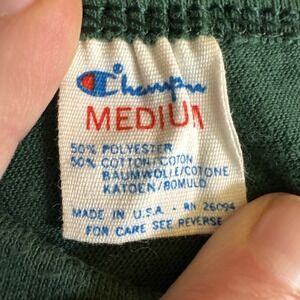 Champion
MEDIUM
50% POLYESTER
50% COTTON/COTON
BAUMWOLLE/COTONE
KATOEN/BOMULD
MADE IN U.S.A. RN 26094
FOR CARE SEE REVERSE